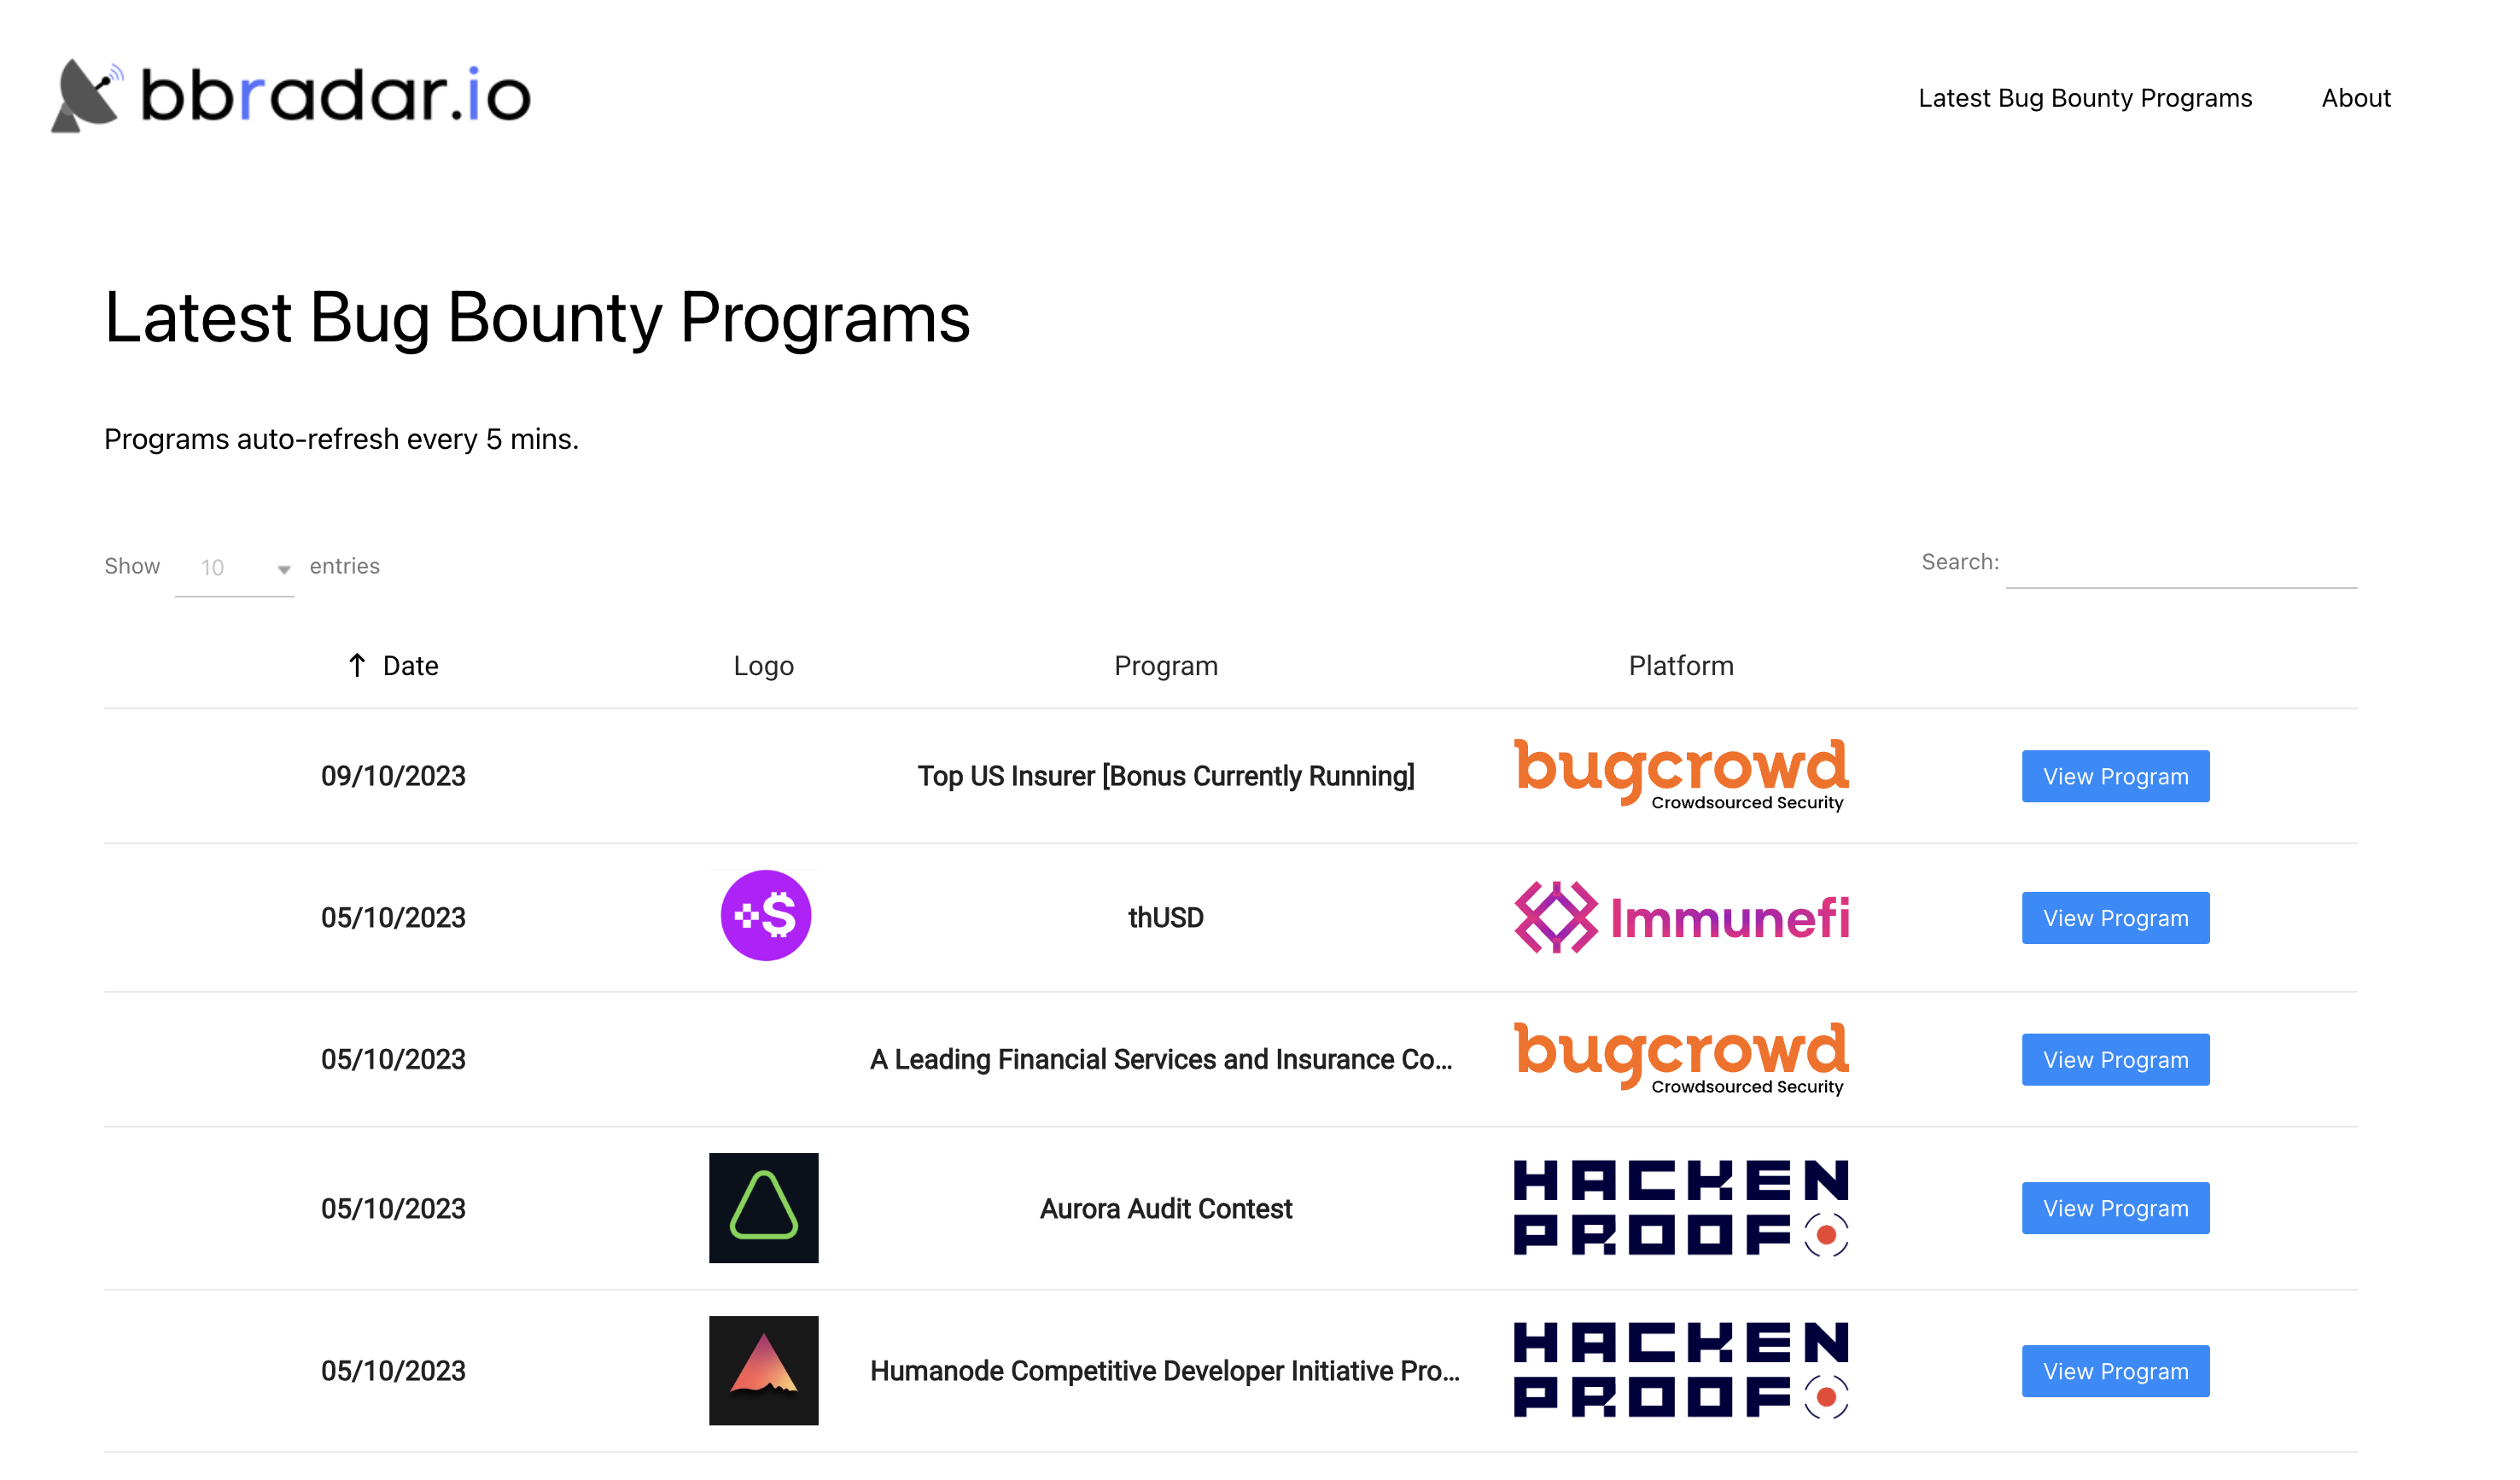 bbradar.io
Latest Bug Bounty Programs About
Latest Bug Bounty Programs
Programs auto-refresh every 5 mins.
Show 10 entries Search:
↑ Date Logo Program Platform
09/10/2023 Top US Insurer [Bonus Currently Running] bugcrowd Crowdsourced Security View Program
05/10/2023 +$ thUSD Immunefi View Program
05/10/2023 A Leading Financial Services and Insurance Co... bugcrowd Crowdsourced Security View Program
05/10/2023 Aurora Audit Contest HACKEN PROOF View Program
05/10/2023 Humanode Competitive Developer Initiative Pro... HACKEN PROOF View Program